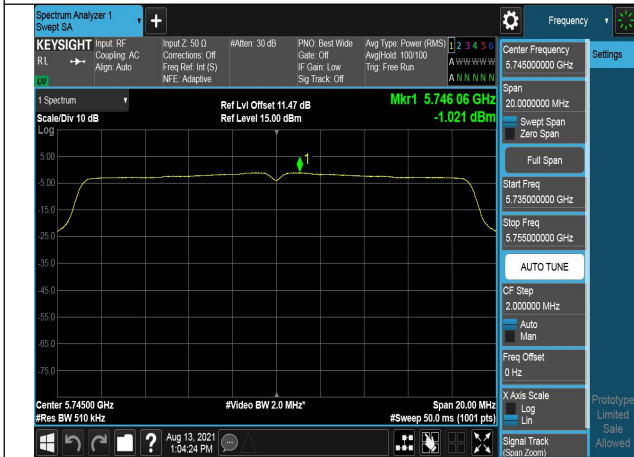 Spectrum Analyzer 1
Swept SA
+
Frequency
KEYSIGHT
RL
Input: RF
Coupling: AC
Align: Auto
Input Z: 50 Ω
Corrections: Off
Freq Ref: Int (S)
NFE: Adaptive
#Atten: 30 dB
PNO: Best Wide
Gate: Off
IF Gain: Low
Sig Track: Off
Avg Type: Power (RMS)
Avg|Hold: 100/100
Trig: Free Run
1 2 3 4 5 6
A W W W W W
A N N N N N
1 Spectrum
Scale/Div 10 dB
Log
Ref Lvl Offset 11.47 dB
Ref Level 15.00 dBm
Mkr1 5.746 06 GHz
-1.021 dBm
1
5.00
-5.00
-15.0
-25.0
-35.0
-45.0
-55.0
-65.0
-75.0
Center 5.74500 GHz
#Res BW 510 kHz
#Video BW 2.0 MHz*
Span 20.00 MHz
#Sweep 50.0 ms (1001 pts)
Aug 13, 2021
1:04:24 PM
?
Center Frequency
5.745000000 GHz
Span
20.0000000 MHz
Swept Span
Zero Span
Full Span
Start Freq
5.735000000 GHz
Stop Freq
5.755000000 GHz
AUTO TUNE
CF Step
2.000000 MHz
Auto
Man
Freq Offset
0 Hz
X Axis Scale
Log
Lin
Signal Track
(Span Zoom)
Settings
Prototype
Limited
Sale
Allowed